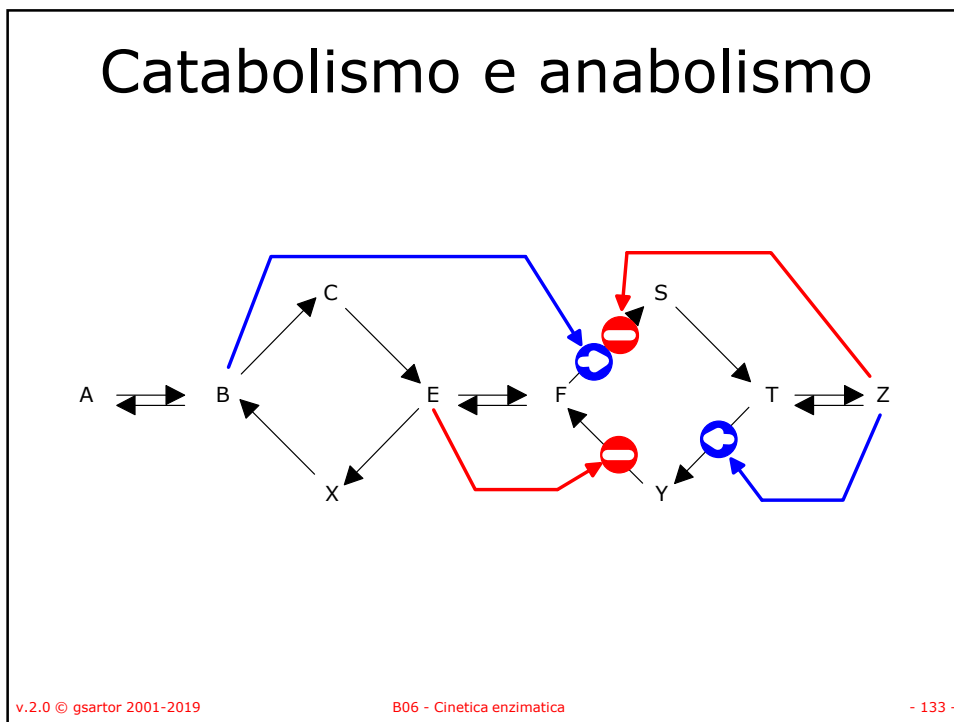 Catabolismo e anabolismo
C
S
A
B
E
F
T
Z
X
Y
v.2.0 © gsartor 2001-2019
B06 - Cinetica enzimatica
- 133 -